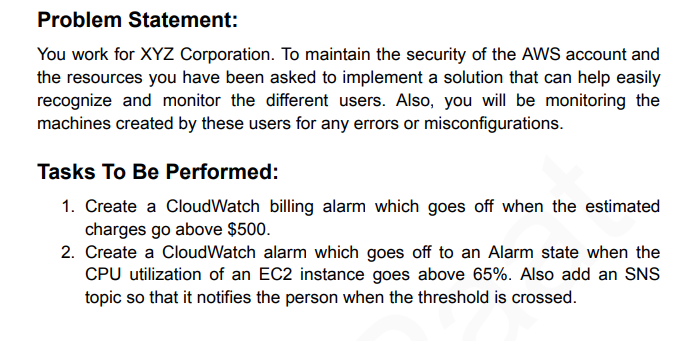 Problem Statement:
You work for XYZ Corporation. To maintain the security of the AWS account and
the resources you have been asked to implement a solution that can help easily
recognize and monitor the different users. Also, you will be monitoring the
machines created by these users for any errors or misconfigurations.
Tasks To Be Performed:
1. Create a CloudWatch billing alarm which goes off when the estimated
charges go above $500.
2. Create a CloudWatch alarm which goes off to an Alarm state when the
CPU utilization of an EC2 instance goes above 65%. Also add an SNS
topic so that it notifies the person when the threshold is crossed.